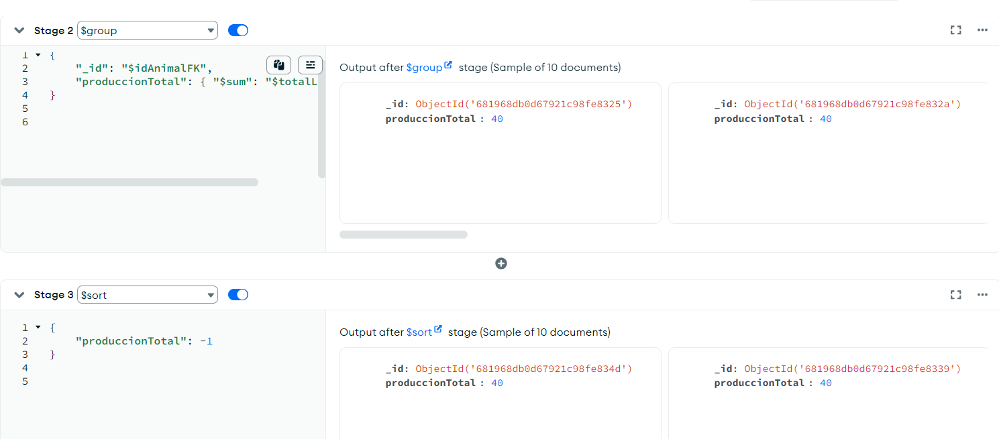 Stage 2 $group
1 {
2 "_id": "$idAnimalFK",
3 "produccionTotal": { "$sum": "$totalL
4 }
5
6
Output after $group stage (Sample of 10 documents)
_id: ObjectId('681968db0d67921c98fe8325')
produccionTotal : 40
_id: ObjectId('681968db0d67921c98fe832a')
produccionTotal : 40
Stage 3 $sort
1 {
2 "produccionTotal": -1
3 }
4
5
Output after $sort stage (Sample of 10 documents)
_id: ObjectId('681968db0d67921c98fe834d')
produccionTotal : 40
_id: ObjectId('681968db0d67921c98fe8339')
produccionTotal : 40